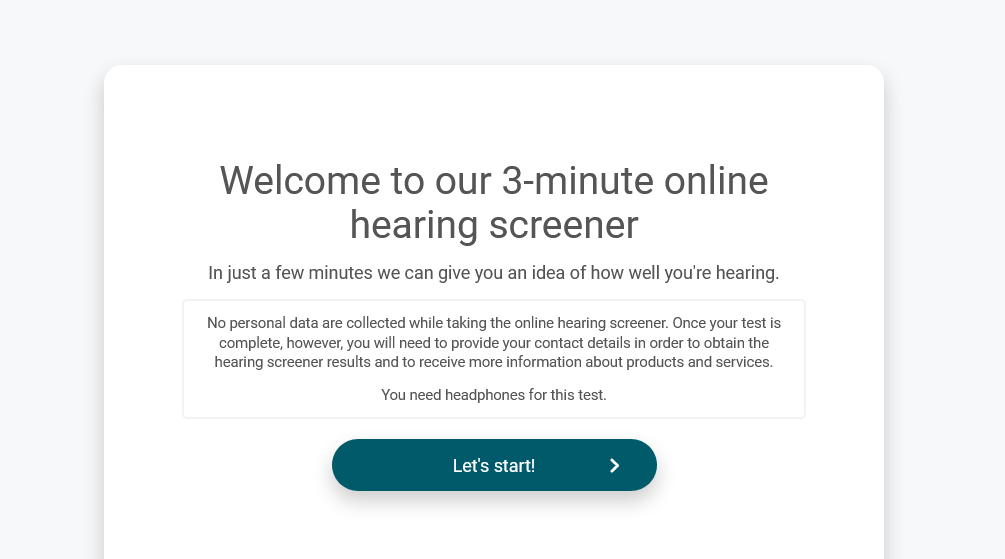 Welcome to our 3-minute online
hearing screener
In just a few minutes we can give you an idea of how well you're hearing.
No personal data are collected while taking the online hearing screener. Once your test is
complete, however, you will need to provide your contact details in order to obtain the
hearing screener results and to receive more information about products and services.
You need headphones for this test.
Let's start!